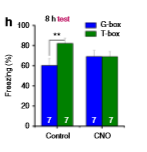 h
8 h test
G-box
T-box
**
Freezing (%)
100
80
60
40
20
0
7 7 7 7
Control CNO